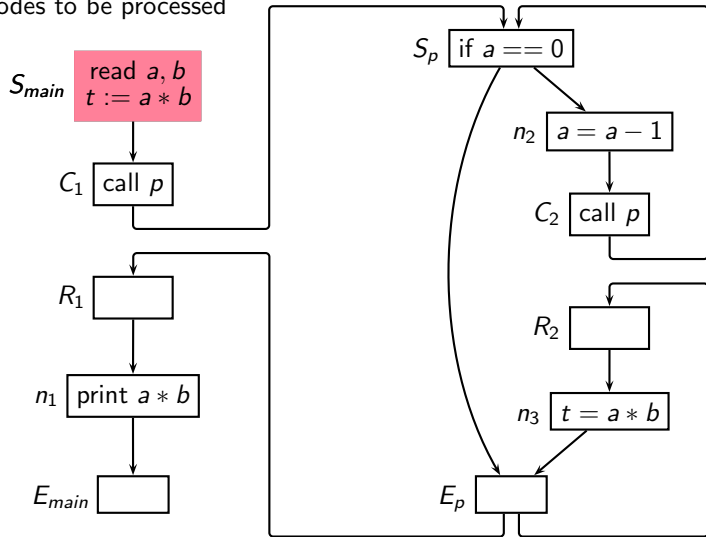 odes to be processed
S_main
read a, b
t := a ∗ b
C_1
call p
R_1
n_1
print a ∗ b
E_main
S_p
if a == 0
n_2
a = a − 1
C_2
call p
R_2
n_3
t = a ∗ b
E_p